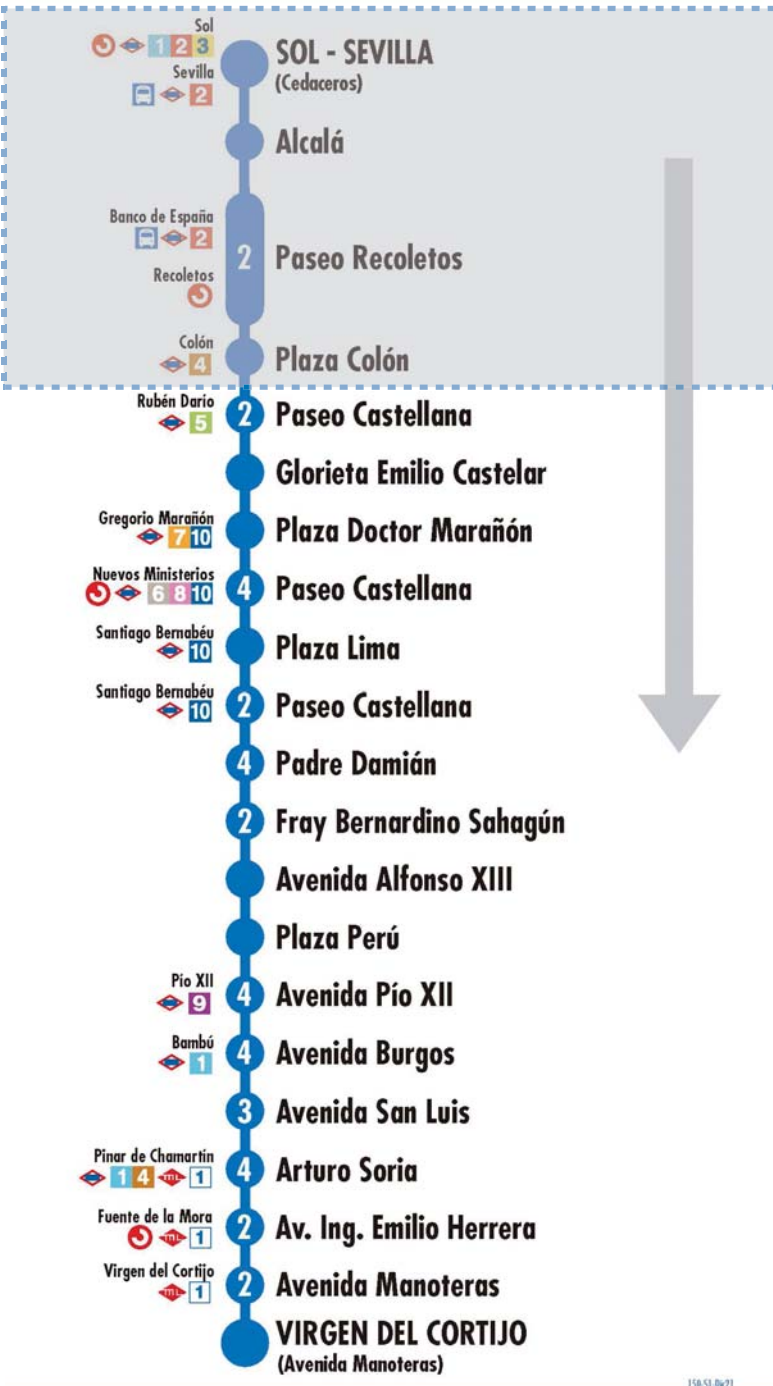 Sol
1 2 3
SOL - SEVILLA
(Cedaceros)
Sevilla
2
Alcalá
Banco de España
2
2 Paseo Recoletos
Recoletos
Colón
4
Plaza Colón
Rubén Darío
5
2 Paseo Castellana
Glorieta Emilio Castelar
Gregorio Marañón
7 10
Plaza Doctor Marañón
Nuevos Ministerios
6 8 10
4 Paseo Castellana
Santiago Bernabéu
10
Plaza Lima
Santiago Bernabéu
10
2 Paseo Castellana
4 Padre Damián
2 Fray Bernardino Sahagún
Avenida Alfonso XIII
Plaza Perú
Pío XII
9
4 Avenida Pío XII
Bambú
1
4 Avenida Burgos
3 Avenida San Luis
Pinar de Chamartín
1 4 ML 1
4 Arturo Soria
Fuente de la Mora
ML 1
2 Av. Ing. Emilio Herrera
Virgen del Cortijo
ML 1
2 Avenida Manoteras
VIRGEN DEL CORTIJO
(Avenida Manoteras)